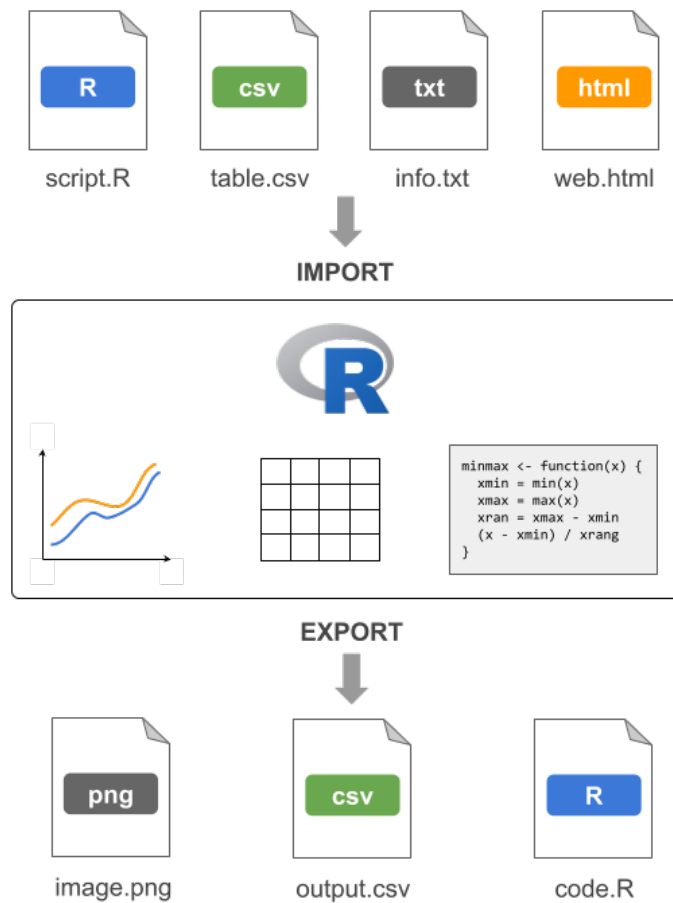 R csv txt html
script.R table.csv info.txt web.html
IMPORT
R
minmax <- function(x) {
  xmin = min(x)
  xmax = max(x)
  xran = xmax - xmin
  (x - xmin) / xrang
}
EXPORT
png csv R
image.png output.csv code.R